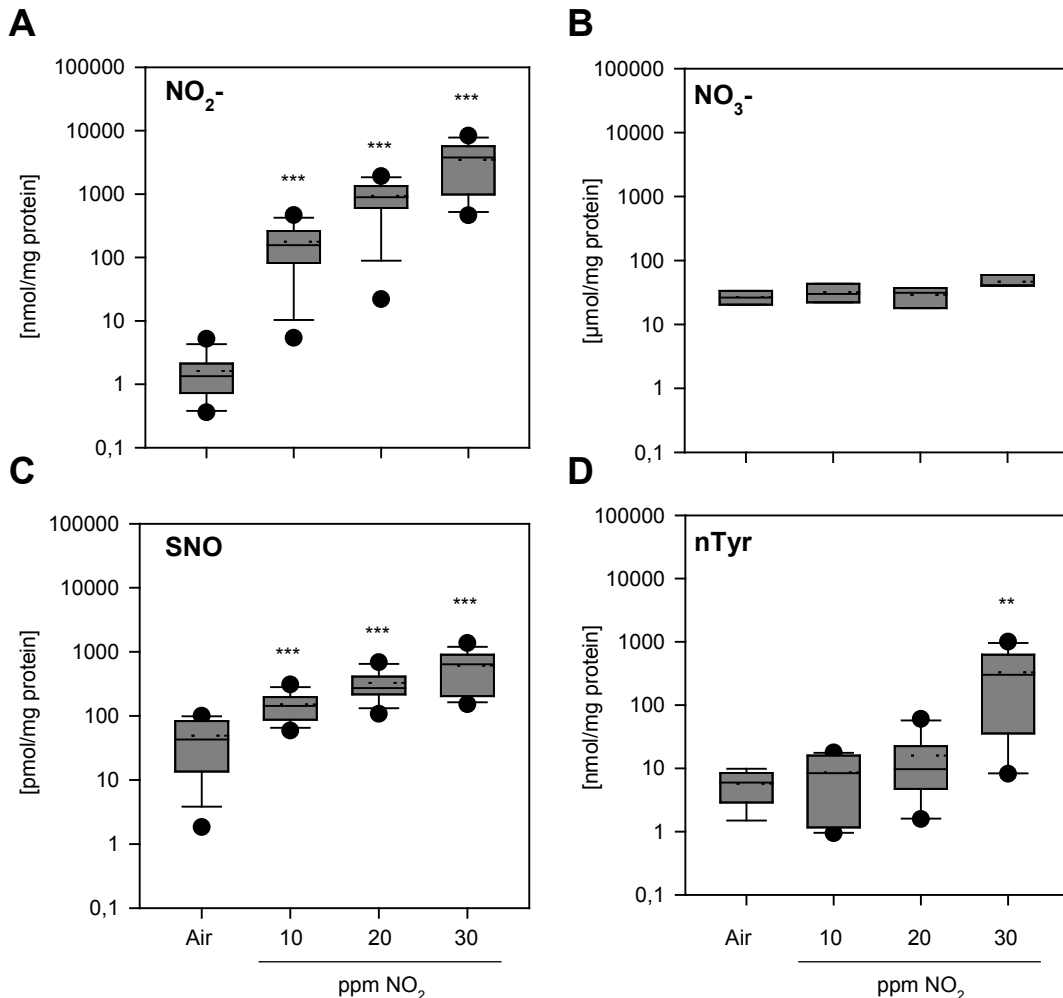 A
100000
NO2-
10000
1000
100
10
1
0,1
[nmol/mg protein]
***
***
***
B
100000
NO3-
10000
1000
100
10
1
0,1
[µmol/mg protein]
C
100000
SNO
10000
1000
100
10
1
0,1
[pmol/mg protein]
***
***
***
Air 10 20 30
ppm NO2
D
100000
nTyr
10000
1000
100
10
1
0,1
[nmol/mg protein]
**
Air 10 20 30
ppm NO2